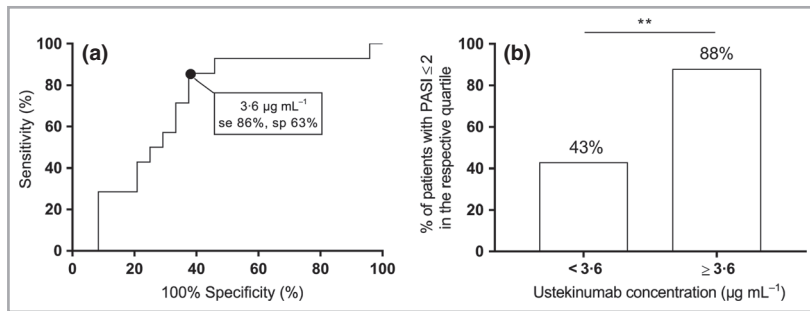 (a)
100
80
60
40
20
0
Sensitivity (%)
3·6 µg mL⁻¹
se 86%, sp 63%
0 20 40 60 80 100
100% Specificity (%)
(b)
**
% of patients with PASI ≤ 2
in the respective quartile
100
80
60
40
20
0
43%
88%
< 3·6
≥ 3·6
Ustekinumab concentration (µg mL⁻¹)